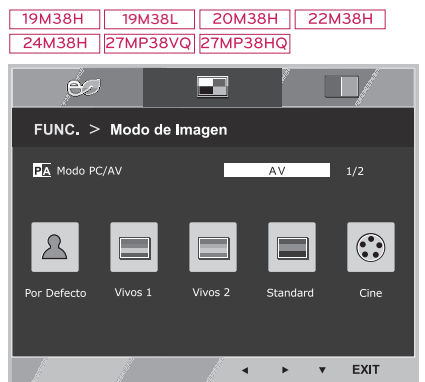 19M38H 19M38L 20M38H 22M38H
24M38H 27MP38VQ 27MP38HQ
FUNC. > Modo de Imagen
PA Modo PC/AV AV 1/2
Por Defecto Vivos 1 Vivos 2 Standard Cine
EXIT